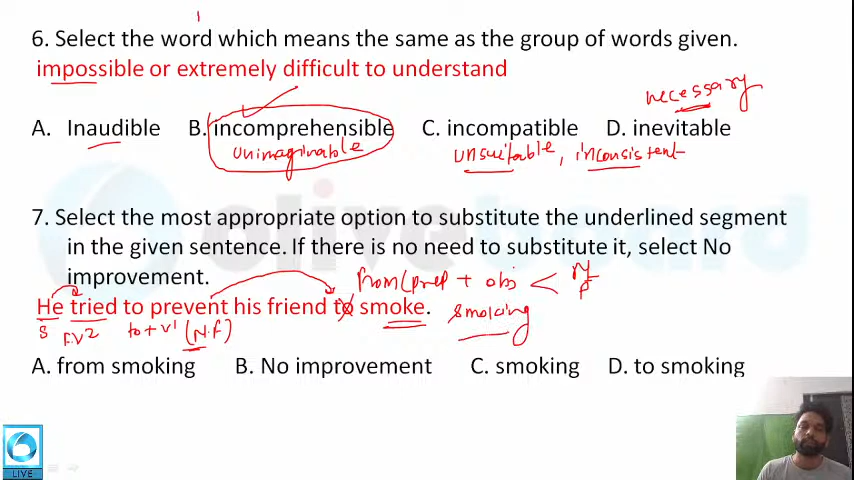 6. Select the word which means the same as the group of words given.
impossible or extremely difficult to understand
necessary
A. Inaudible B. incomprehensible C. incompatible D. inevitable
unimaginable unsuitable, inconsistent
7. Select the most appropriate option to substitute the underlined segment
in the given sentence. If there is no need to substitute it, select No
improvement.
from (prep + obj < N/P
He tried to prevent his friend to smoke. smoking
S F.V2 to + V1 (N.F)
A. from smoking B. No improvement C. smoking D. to smoking
oliveboard
LIVE